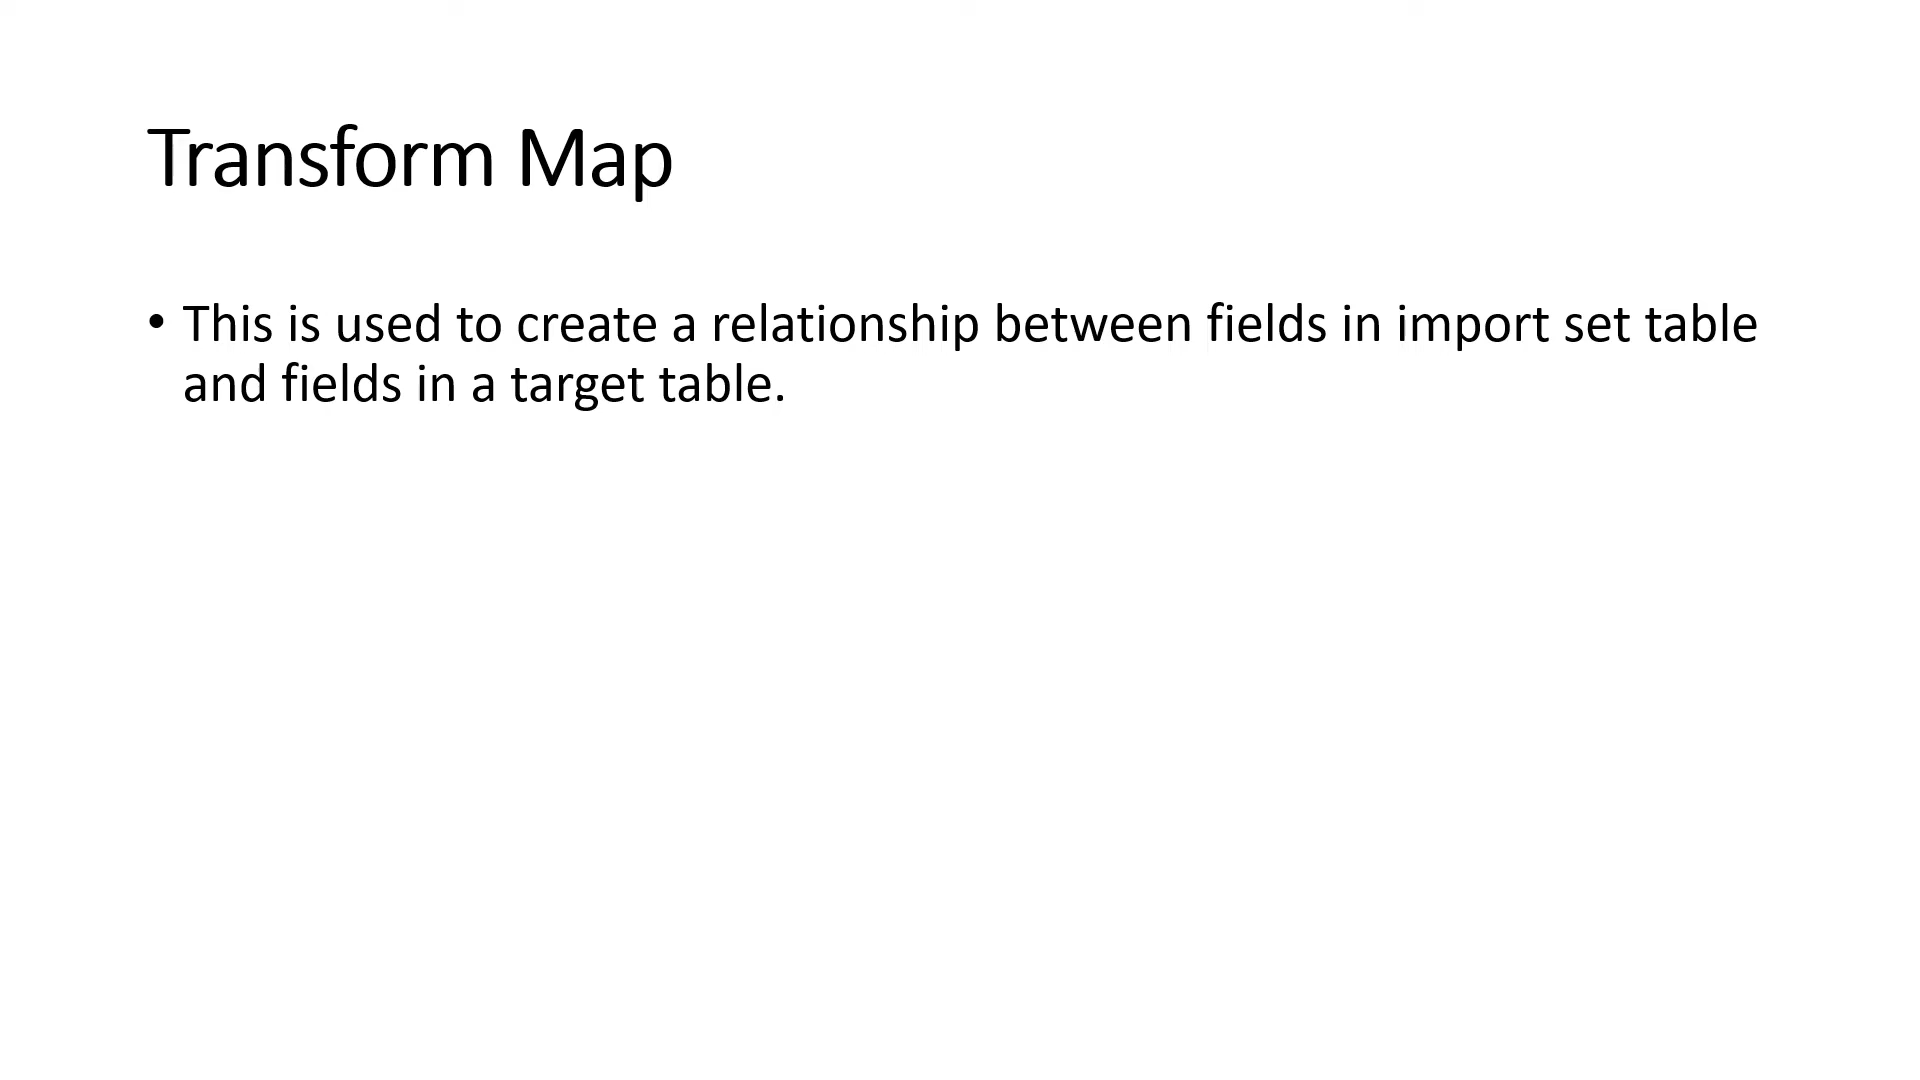 Transform Map
• This is used to create a relationship between fields in import set table
and fields in a target table.